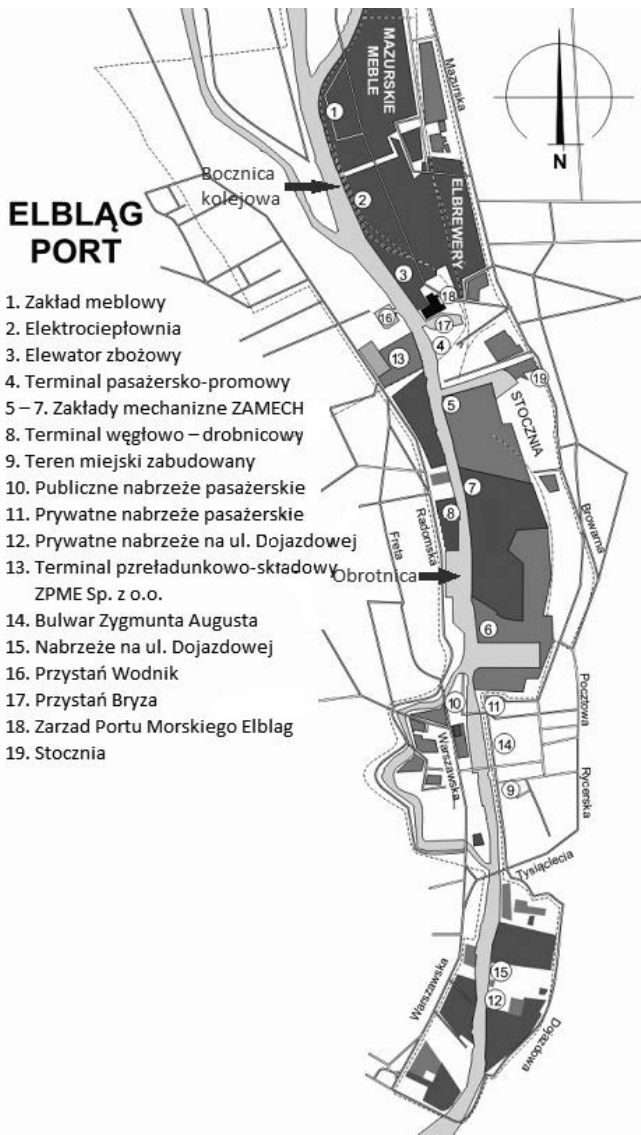 MAZURSKIE
MEBLE
Mazurska
1
N
Bocznica
kolejowa
2
ELBREWERY
ELBLĄG
PORT
3
18
16
17
4
13
1. Zakład meblowy
2. Elektrociepłownia
3. Elewator zbożowy
4. Terminal pasażersko-promowy
5 – 7. Zakłady mechanizne ZAMECH
8. Terminal węgłowo – drobnicowy
9. Teren miejski zabudowany
10. Publiczne nabrzeże pasażerskie
11. Prywatne nabrzeże pasażerskie
12. Prywatne nabrzeże na ul. Dojazdowej
13. Terminal pzreładunkowo-składowy
ZPME Sp. z o.o.
14. Bulwar Zygmunta Augusta
15. Nabrzeże na ul. Dojazdowej
16. Przystań Wodnik
17. Przystań Bryza
18. Zarzad Portu Morskiego Elblag
19. Stocznia
19
5
STOCZNIA
7
8
Radomska
Freta
Browarna
Obrotnica
6
10
11
Pocztowa
14
Warszawska
9
Rycerska
Tysiąclecia
15
12
Warszawska
Dojazdowa